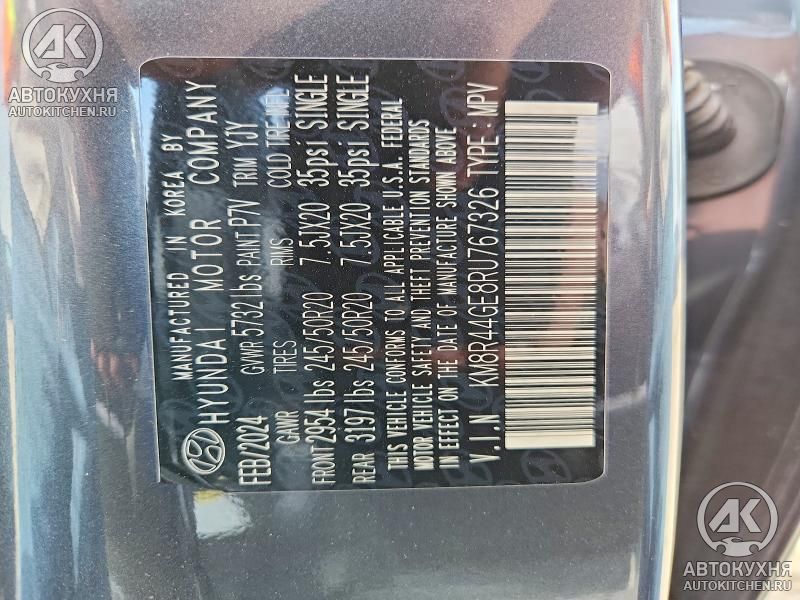 АВТОКУХНЯ
AUTOKITCHEN.RU
MANUFACTURED IN KOREA BY
HYUNDAI MOTOR COMPANY
FEB/2024 GVWR 5732 lbs PAINT P7V TRIM YJY
GAWR TIRES RIMS COLD TIRE INFL
FRONT 2954 lbs 245/50R20 7.5JX20 35psi SINGLE
REAR 3197 lbs 245/50R20 7.5JX20 35psi SINGLE
THIS VEHICLE CONFORMS TO ALL APPLICABLE U.S.A. FEDERAL
MOTOR VEHICLE SAFETY AND THEFT PREVENTION STANDARDS
IN EFFECT ON THE DATE OF MANUFACTURE SHOWN ABOVE
V.I.N KM8R44GE8RU767326 TYPE : MPV
АВТОКУХНЯ
AUTOKITCHEN.RU